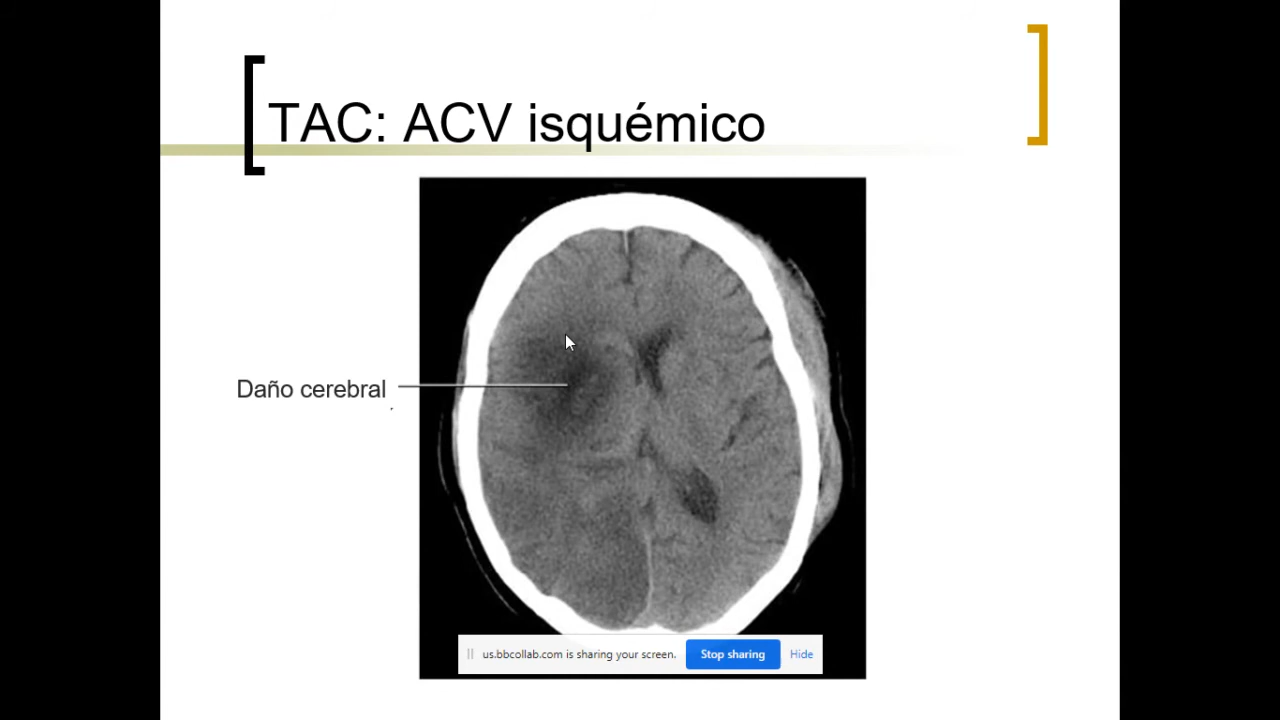 TAC: ACV isquémico
Daño cerebral
us.bbcollab.com is sharing your screen.
Stop sharing
Hide